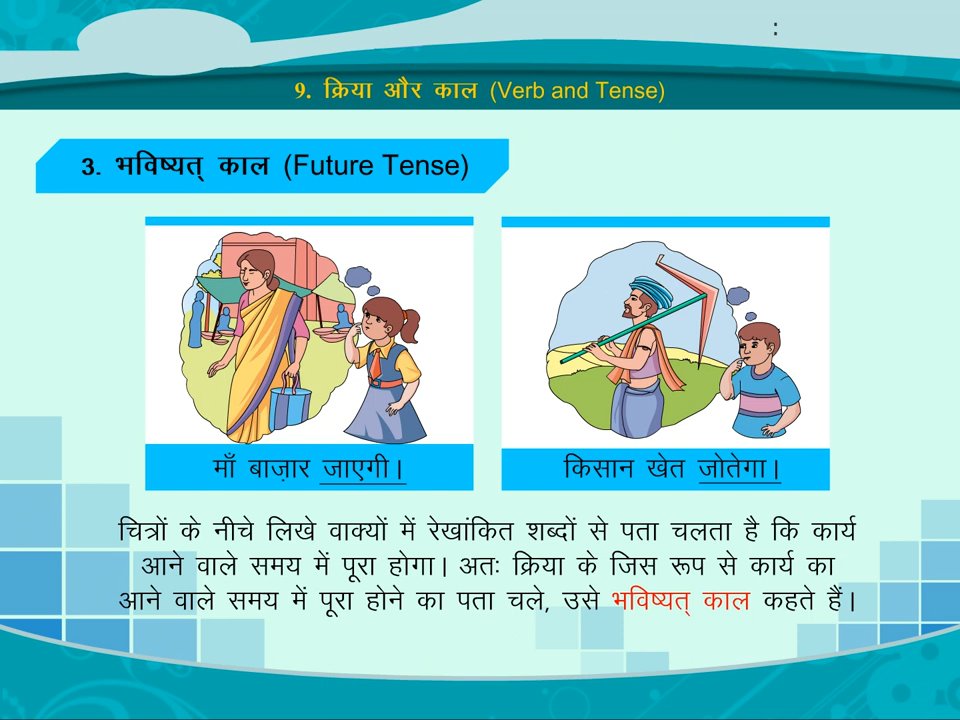 :
9. क्रिया और काल (Verb and Tense)
3. भविष्यत् काल (Future Tense)
माँ बाज़ार जाएगी।
किसान खेत जोतेगा।
चित्रों के नीचे लिखे वाक्यों में रेखांकित शब्दों से पता चलता है कि कार्य
आने वाले समय में पूरा होगा। अतः क्रिया के जिस रूप से कार्य का
आने वाले समय में पूरा होने का पता चले, उसे भविष्यत् काल कहते हैं।